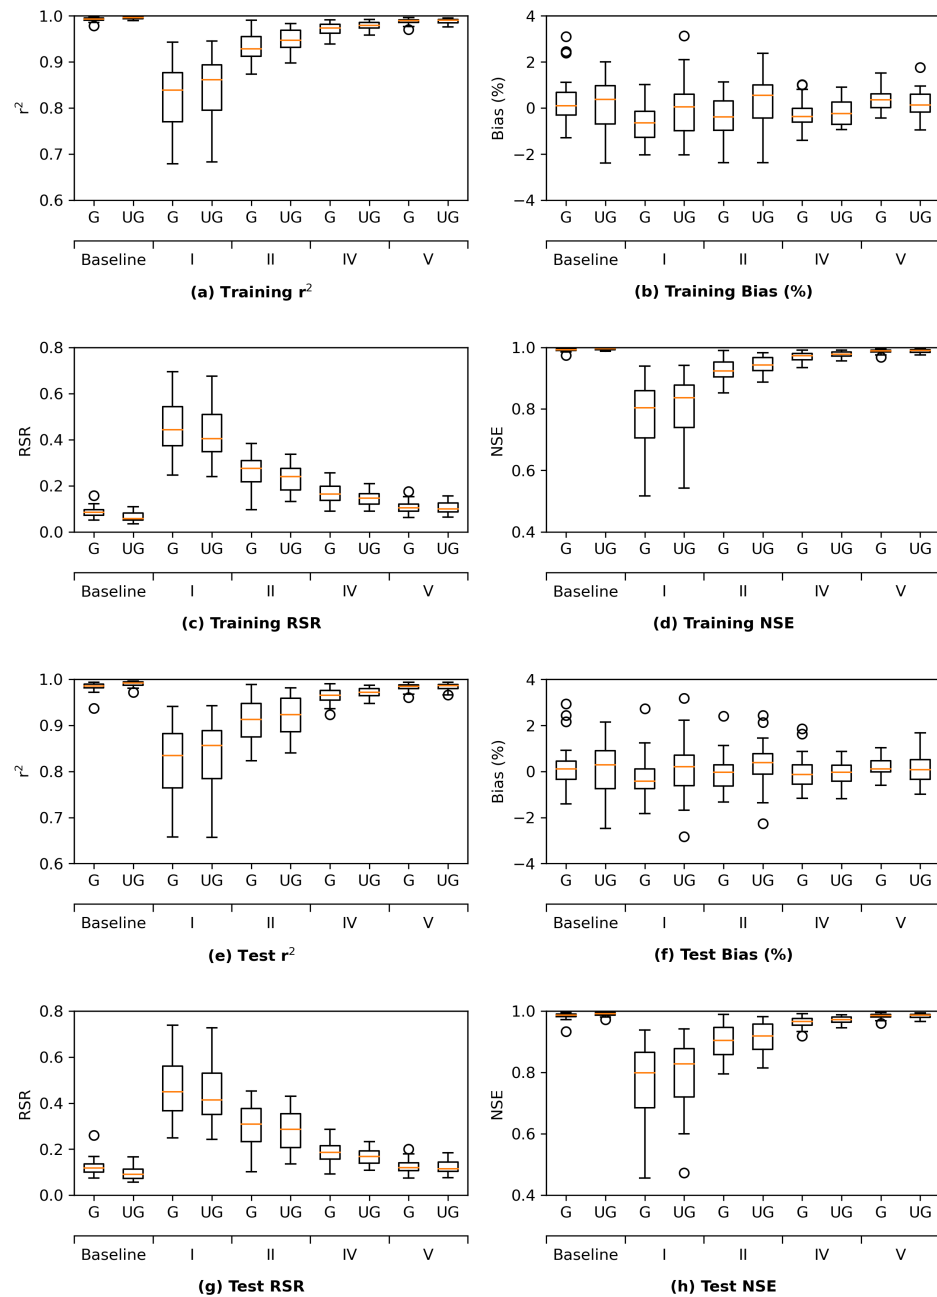 1.0
0.9
0.8
0.7
0.6
r²
G UG G UG G UG G UG G UG
Baseline I II IV V
(a) Training r²
4
2
0
−2
−4
Bias (%)
G UG G UG G UG G UG G UG
Baseline I II IV V
(b) Training Bias (%)
0.8
0.6
0.4
0.2
0.0
RSR
G UG G UG G UG G UG G UG
Baseline I II IV V
(c) Training RSR
1.0
0.8
0.6
0.4
NSE
G UG G UG G UG G UG G UG
Baseline I II IV V
(d) Training NSE
1.0
0.9
0.8
0.7
0.6
r²
G UG G UG G UG G UG G UG
Baseline I II IV V
(e) Test r²
4
2
0
−2
−4
Bias (%)
G UG G UG G UG G UG G UG
Baseline I II IV V
(f) Test Bias (%)
0.8
0.6
0.4
0.2
0.0
RSR
G UG G UG G UG G UG G UG
Baseline I II IV V
(g) Test RSR
1.0
0.8
0.6
0.4
NSE
G UG G UG G UG G UG G UG
Baseline I II IV V
(h) Test NSE